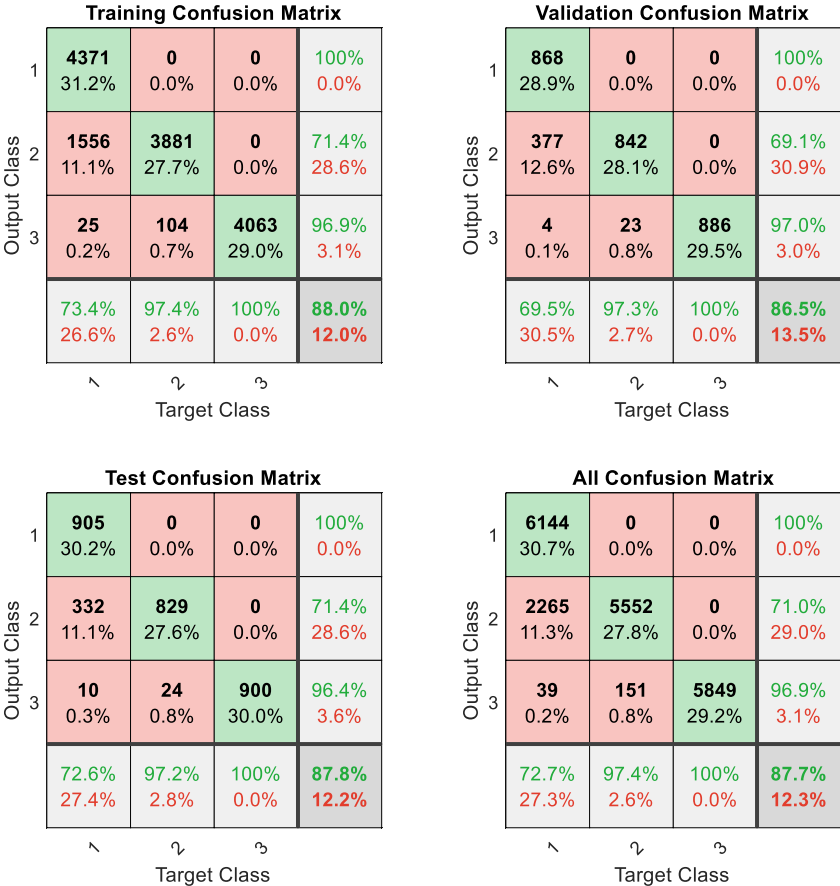 Training Confusion Matrix
1 4371 0 0 100%
31.2% 0.0% 0.0% 0.0%
2 1556 3881 0 71.4%
11.1% 27.7% 0.0% 28.6%
3 25 104 4063 96.9%
0.2% 0.7% 29.0% 3.1%
73.4% 97.4% 100% 88.0%
26.6% 2.6% 0.0% 12.0%
1 2 3
Target Class
Output Class
Validation Confusion Matrix
1 868 0 0 100%
28.9% 0.0% 0.0% 0.0%
2 377 842 0 69.1%
12.6% 28.1% 0.0% 30.9%
3 4 23 886 97.0%
0.1% 0.8% 29.5% 3.0%
69.5% 97.3% 100% 86.5%
30.5% 2.7% 0.0% 13.5%
1 2 3
Target Class
Output Class
Test Confusion Matrix
1 905 0 0 100%
30.2% 0.0% 0.0% 0.0%
2 332 829 0 71.4%
11.1% 27.6% 0.0% 28.6%
3 10 24 900 96.4%
0.3% 0.8% 30.0% 3.6%
72.6% 97.2% 100% 87.8%
27.4% 2.8% 0.0% 12.2%
1 2 3
Target Class
Output Class
All Confusion Matrix
1 6144 0 0 100%
30.7% 0.0% 0.0% 0.0%
2 2265 5552 0 71.0%
11.3% 27.8% 0.0% 29.0%
3 39 151 5849 96.9%
0.2% 0.8% 29.2% 3.1%
72.7% 97.4% 100% 87.7%
27.3% 2.6% 0.0% 12.3%
1 2 3
Target Class
Output Class